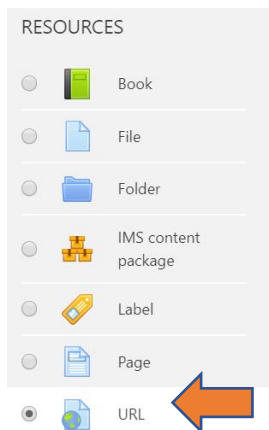 RESOURCES
Book
File
Folder
IMS content
package
Label
Page
URL